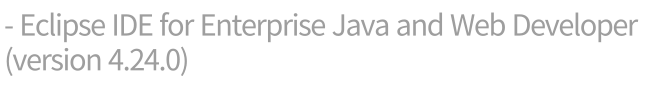 - Eclipse IDE for Enterprise Java and Web Developer
(version 4.24.0)